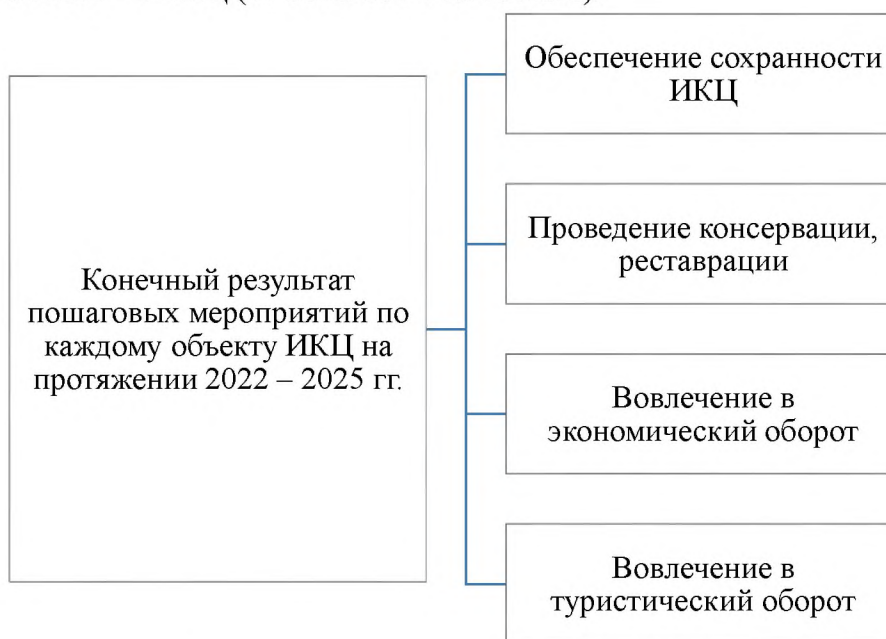 Конечный результат
пошаговых мероприятий по
каждому объекту ИКЦ на
протяжении 2022 – 2025 гг.
Обеспечение сохранности
ИКЦ
Проведение консервации,
реставрации
Вовлечение в
экономический оборот
Вовлечение в
туристический оборот